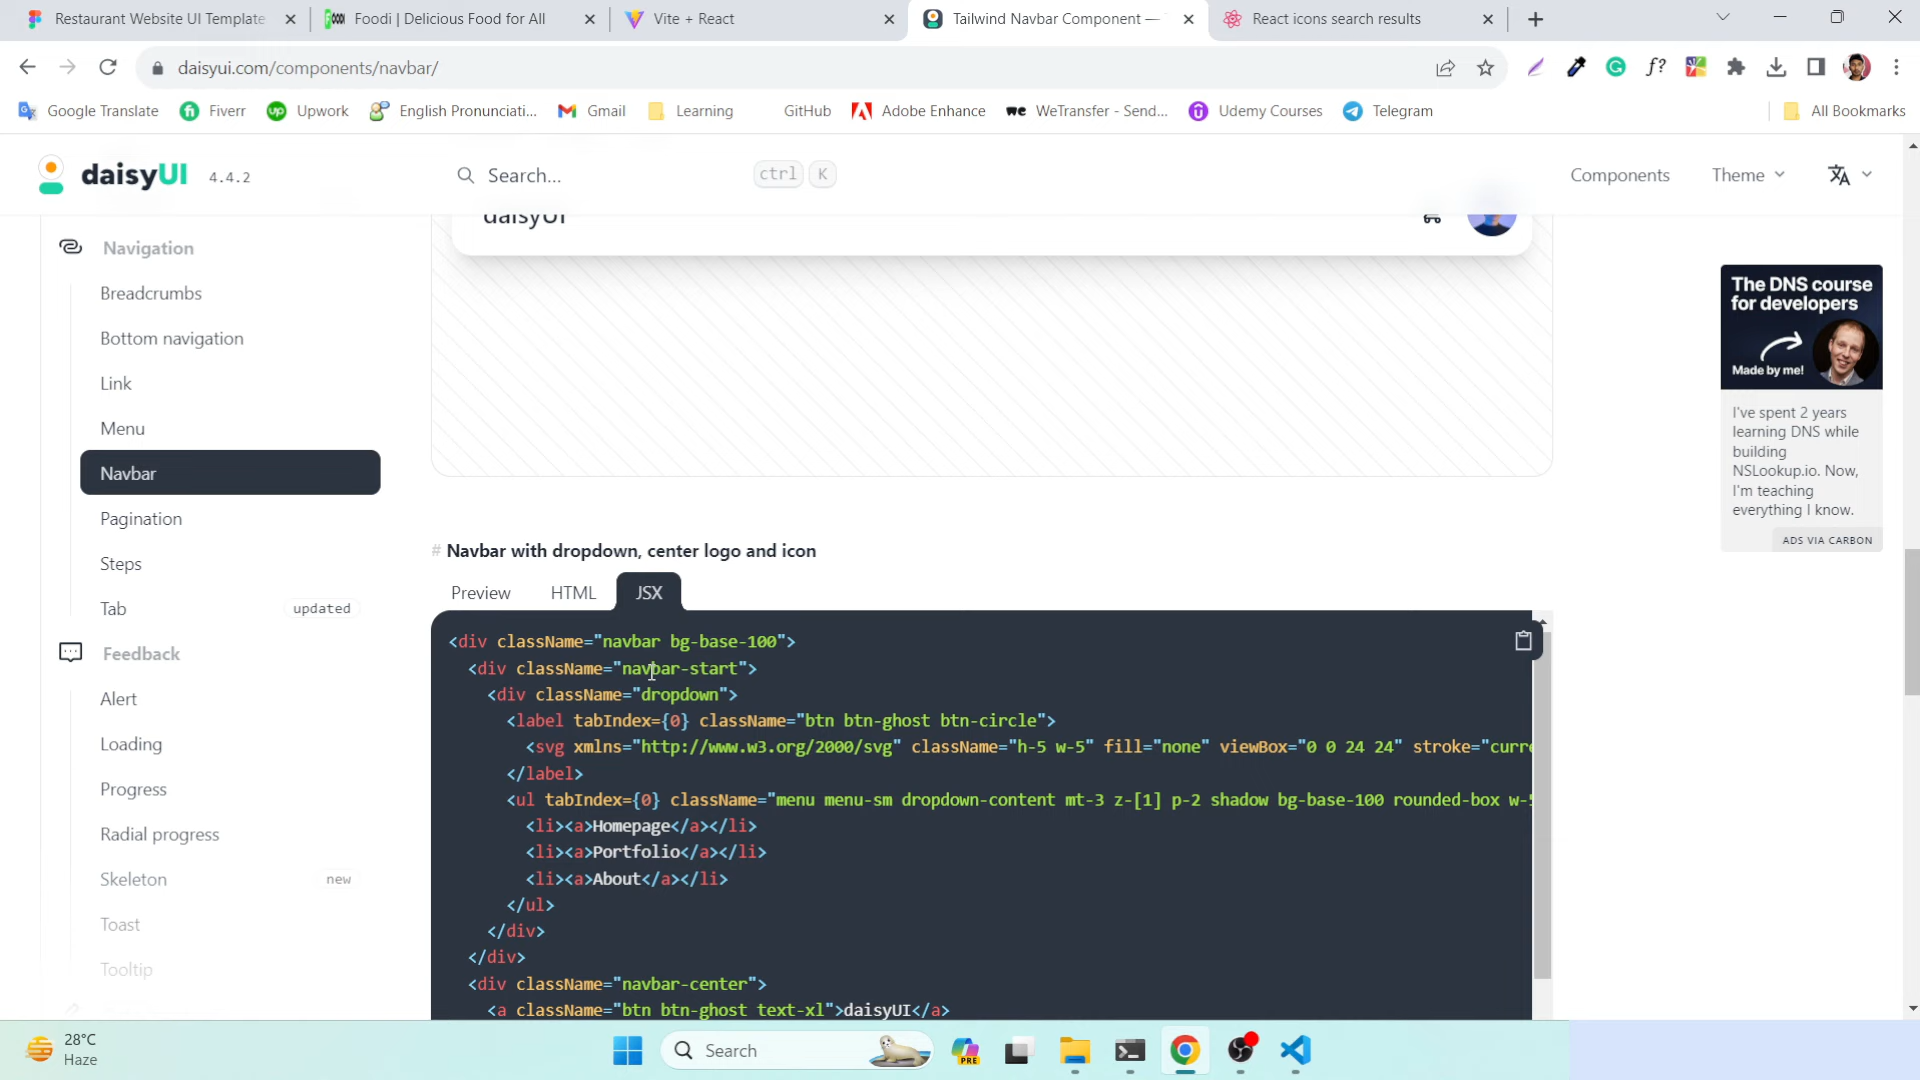 Restaurant Website UI Template
Foodi | Delicious Food for All
Vite + React
Tailwind Navbar Component —
React icons search results
daisyui.com/components/navbar/
f?
Google Translate
Fiverr
Upwork
English Pronunciati...
Gmail
Learning
GitHub
Adobe Enhance
WeTransfer - Send...
Udemy Courses
Telegram
All Bookmarks
daisyUI 4.4.2
Search...
ctrl K
Components
Theme
daisyUI
Navigation
Breadcrumbs
Bottom navigation
Link
Menu
Navbar
Pagination
Steps
Tab updated
Feedback
Alert
Loading
Progress
Radial progress
Skeleton new
Toast
Tooltip
# Navbar with dropdown, center logo and icon
Preview HTML JSX
<div className="navbar bg-base-100">
<div className="navbar-start">
<div className="dropdown">
<label tabIndex={0} className="btn btn-ghost btn-circle">
<svg xmlns="http://www.w3.org/2000/svg" className="h-5 w-5" fill="none" viewBox="0 0 24 24" stroke="curre
</label>
<ul tabIndex={0} className="menu menu-sm dropdown-content mt-3 z-[1] p-2 shadow bg-base-100 rounded-box w-5
<li><a>Homepage</a></li>
<li><a>Portfolio</a></li>
<li><a>About</a></li>
</ul>
</div>
</div>
<div className="navbar-center">
<a className="btn btn-ghost text-xl">daisyUI</a>
The DNS course
for developers
Made by me!
I've spent 2 years
learning DNS while
building
NSLookup.io. Now,
I'm teaching
everything I know.
ADS VIA CARBON
28°C
Haze
Search
PRE